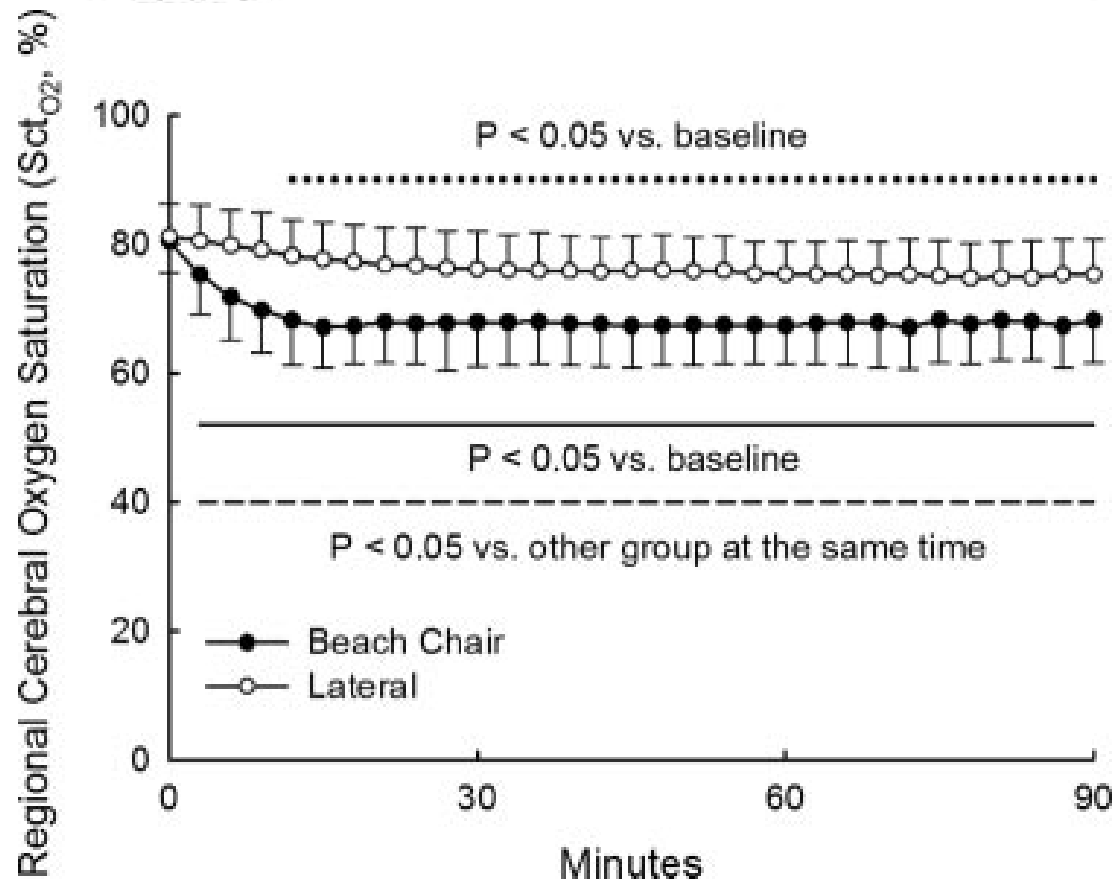 Regional Cerebral Oxygen Saturation (SctO2, %)
100
80
60
40
20
0
P < 0.05 vs. baseline
P < 0.05 vs. baseline
P < 0.05 vs. other group at the same time
Beach Chair
Lateral
0 30 60 90
Minutes